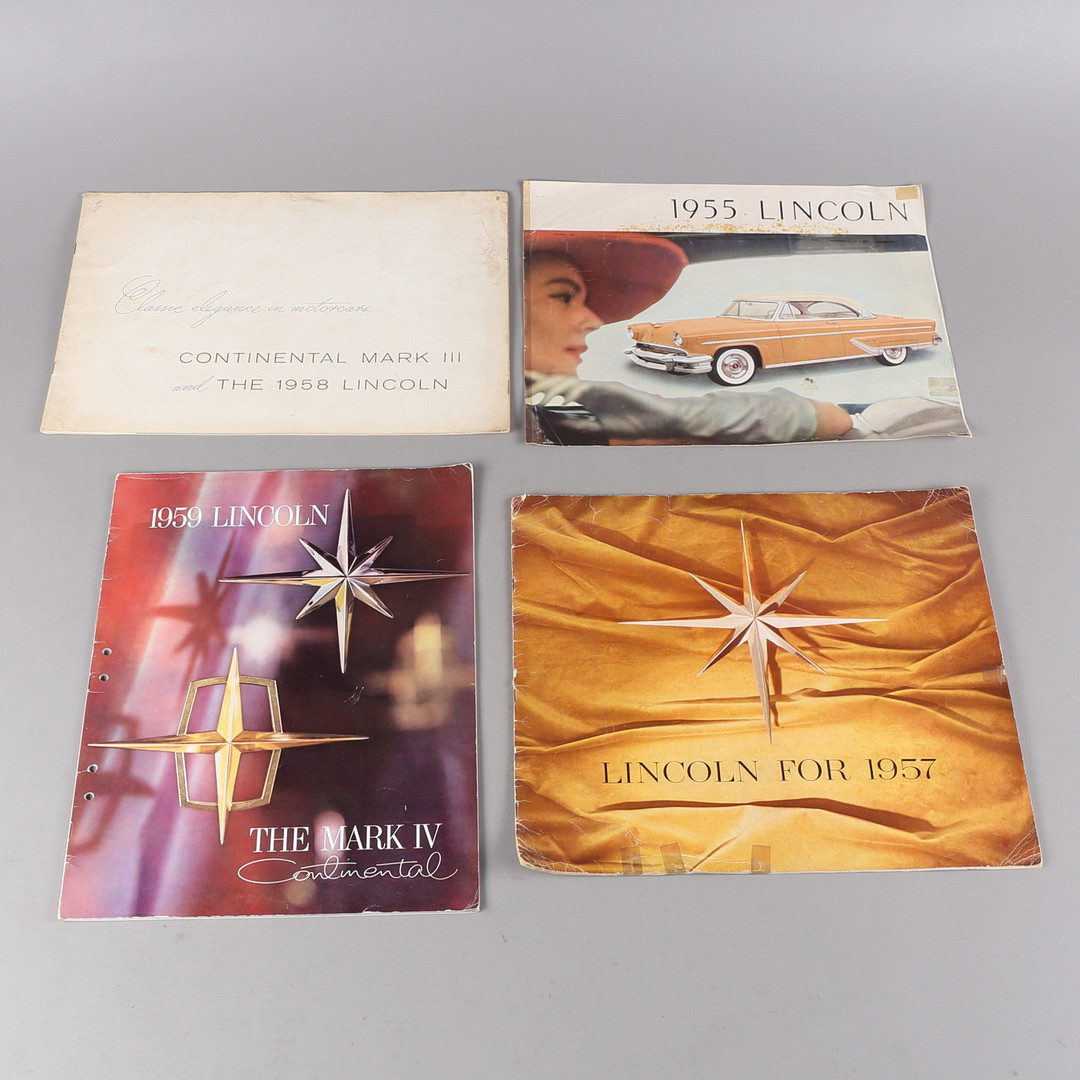 Classic elegance in motorcars...
CONTINENTAL MARK III
and THE 1958 LINCOLN
1955 LINCOLN
1959 LINCOLN
THE MARK IV
Continental
LINCOLN FOR 1957